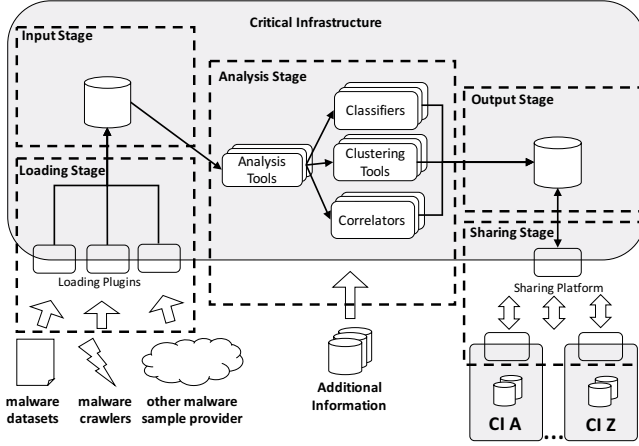 Critical Infrastructure
Input Stage
Analysis Stage
Classifiers
Output Stage
Analysis
Tools
Clustering
Tools
Loading Stage
Correlators
Sharing Stage
Loading Plugins
Sharing Platform
malware
datasets
malware
crawlers
other malware
sample provider
Additional
Information
CI A
...
CI Z